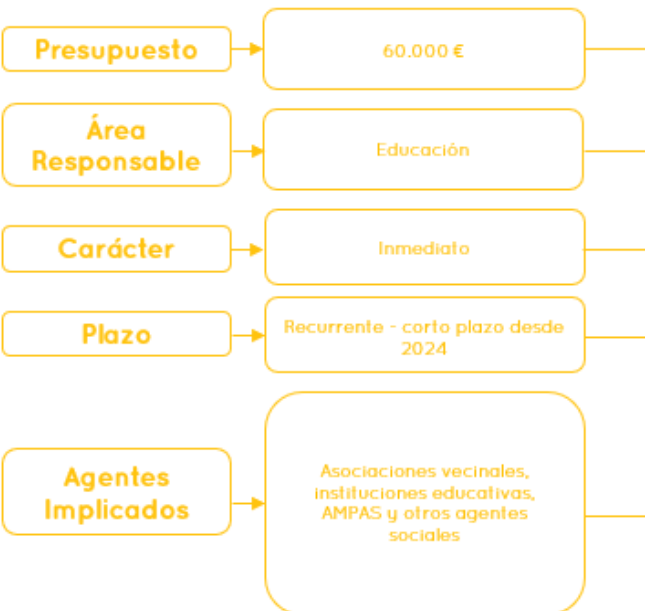 Presupuesto
60.000 €
Área
Responsable
Educación
Carácter
Inmediato
Plazo
Recurrente - corto plazo desde
2024
Agentes
Implicados
Asociaciones vecinales,
instituciones educativas,
AMPAS y otros agentes
sociales